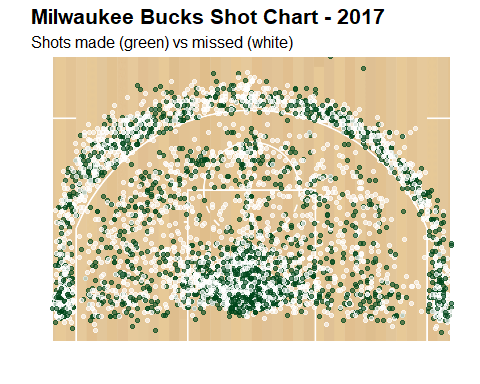 Milwaukee Bucks Shot Chart - 2017
Shots made (green) vs missed (white)